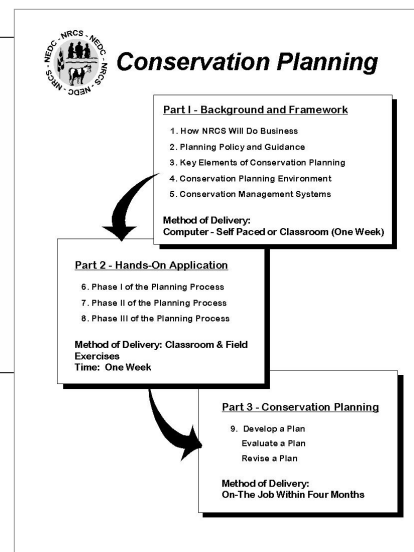 NEDC - NRCS - NEDC - NRCS - NEDC - NRCS -
Conservation Planning
Part I - Background and Framework
1. How NRCS Will Do Business
2. Planning Policy and Guidance
3. Key Elements of Conservation Planning
4. Conservation Planning Environment
5. Conservation Management Systems
Method of Delivery:
Computer - Self Paced or Classroom (One Week)
Part 2 - Hands-On Application
6. Phase I of the Planning Process
7. Phase II of the Planning Process
8. Phase III of the Planning Process
Method of Delivery: Classroom & Field
Exercises
Time: One Week
Part 3 - Conservation Planning
9. Develop a Plan
Evaluate a Plan
Revise a Plan
Method of Delivery:
On-The Job Within Four Months